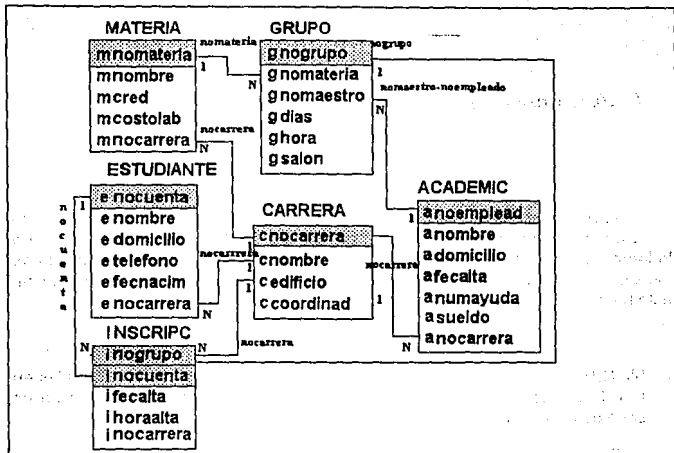 MATERIA
mnomateria
mnombre
mcred
mcostolab
mnocarrera
nomateria
1
N
GRUPO
gnogrupo
gnomateria
gnomaestro
gdias
ghora
gsalon
nogrupo
1
nomaestro-noempleado
N
1
nocarrera
N
ESTUDIANTE
enocuenta
enombre
edomicilio
etelefono
efecnacim
enocarrera
1
nocuenta
N
nocarrera
N
CARRERA
cnocarrera
cnombre
cedificio
ccoordinad
1
1
1
1
nocarrera
N
ACADEMIC
anoemplead
anombre
adomicilio
afecalta
anumayuda
asueldo
anocarrera
INSCRIPC
inogrupo
inocuenta
ifecalta
ihoraalta
inocarrera
N
nocarrera